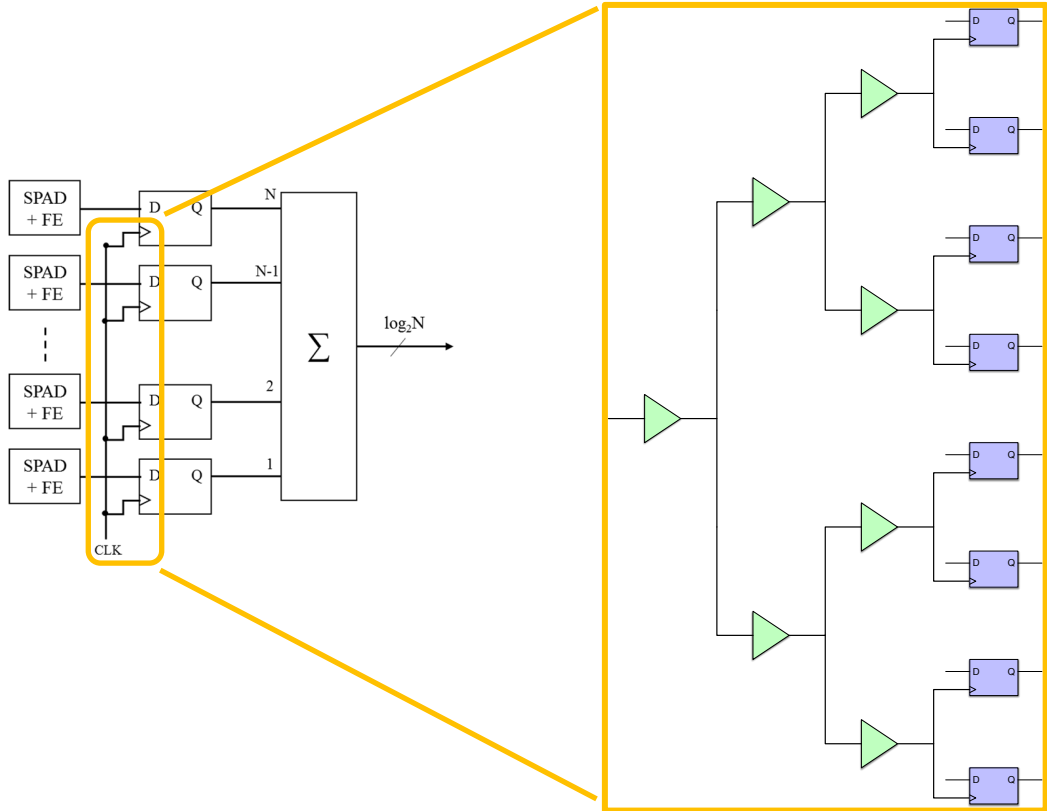 SPAD
+ FE
D Q
N
SPAD
+ FE
D Q
N-1
SPAD
+ FE
D Q
2
SPAD
+ FE
D Q
1
CLK
Σ
log₂N
D Q
D Q
D Q
D Q
D Q
D Q
D Q
D Q